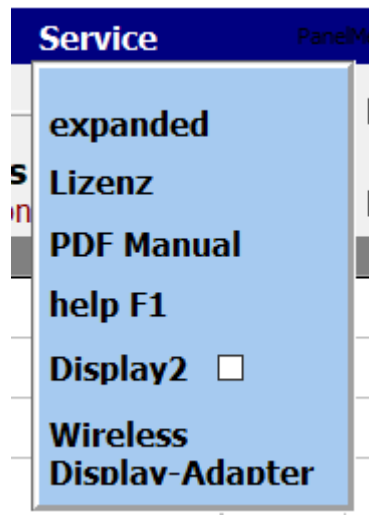 Service
expanded
Lizenz
PDF Manual
help F1
Display2
Wireless
Display-Adapter